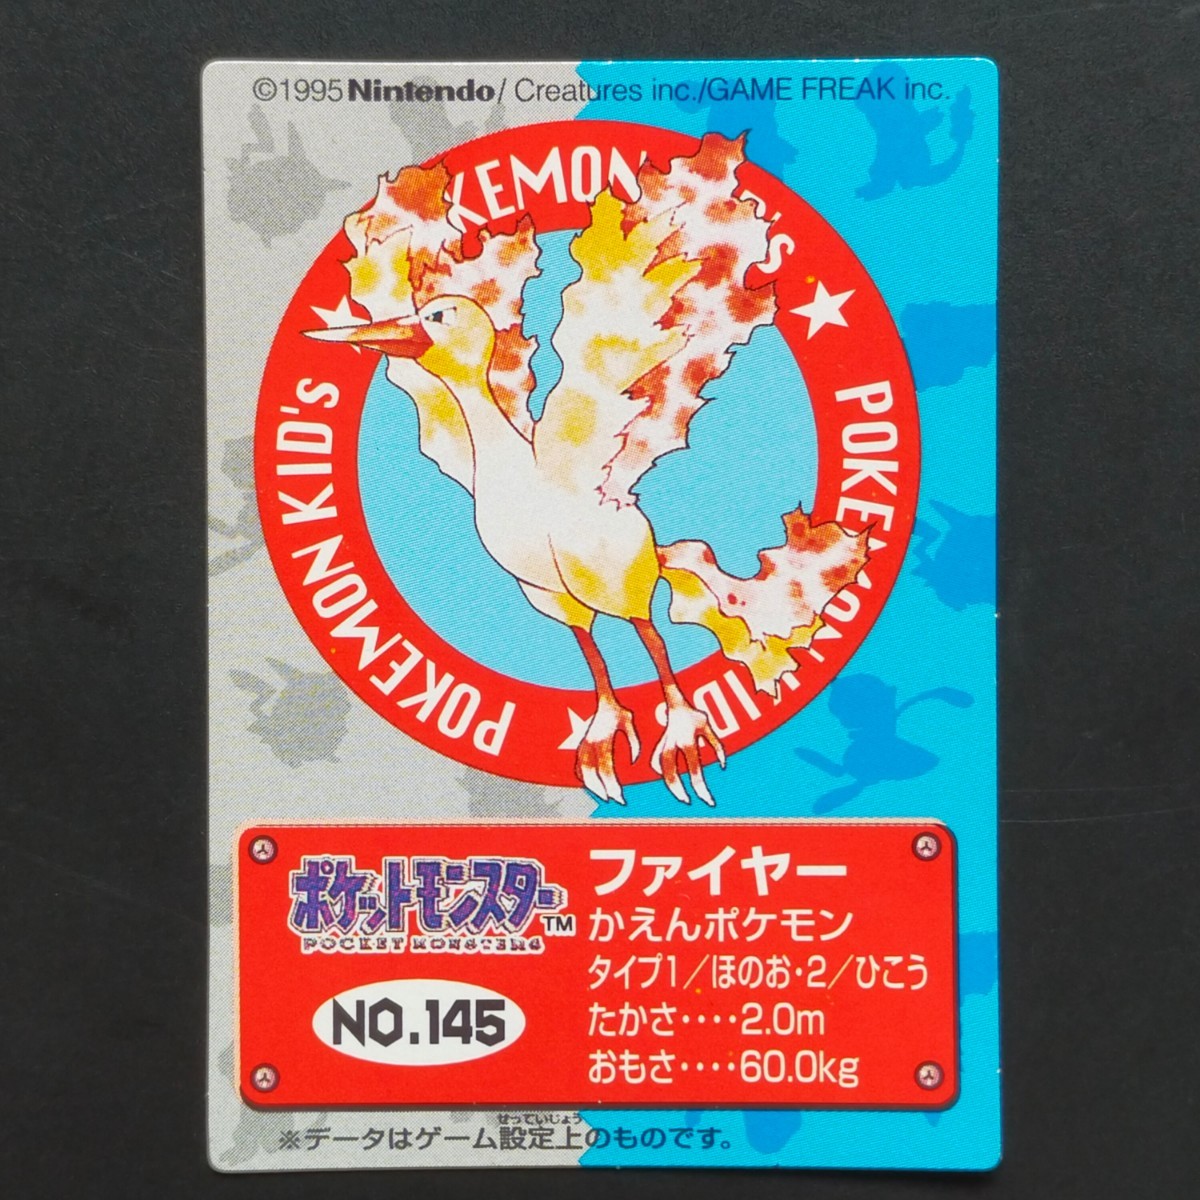 ©1995 Nintendo/ Creatures inc./GAME FREAK inc.
KEMON
D's
POKEMON KID's
POKEMON KID's
ポケットモンスター TM
POCKET MONSTERS
NO.145
ファイヤー
かえんポケモン
タイプ1／ほのお・2／ひこう
たかさ‥‥2.0m
おもさ‥‥60.0kg
せっていじょう
※データはゲーム設定上のものです。